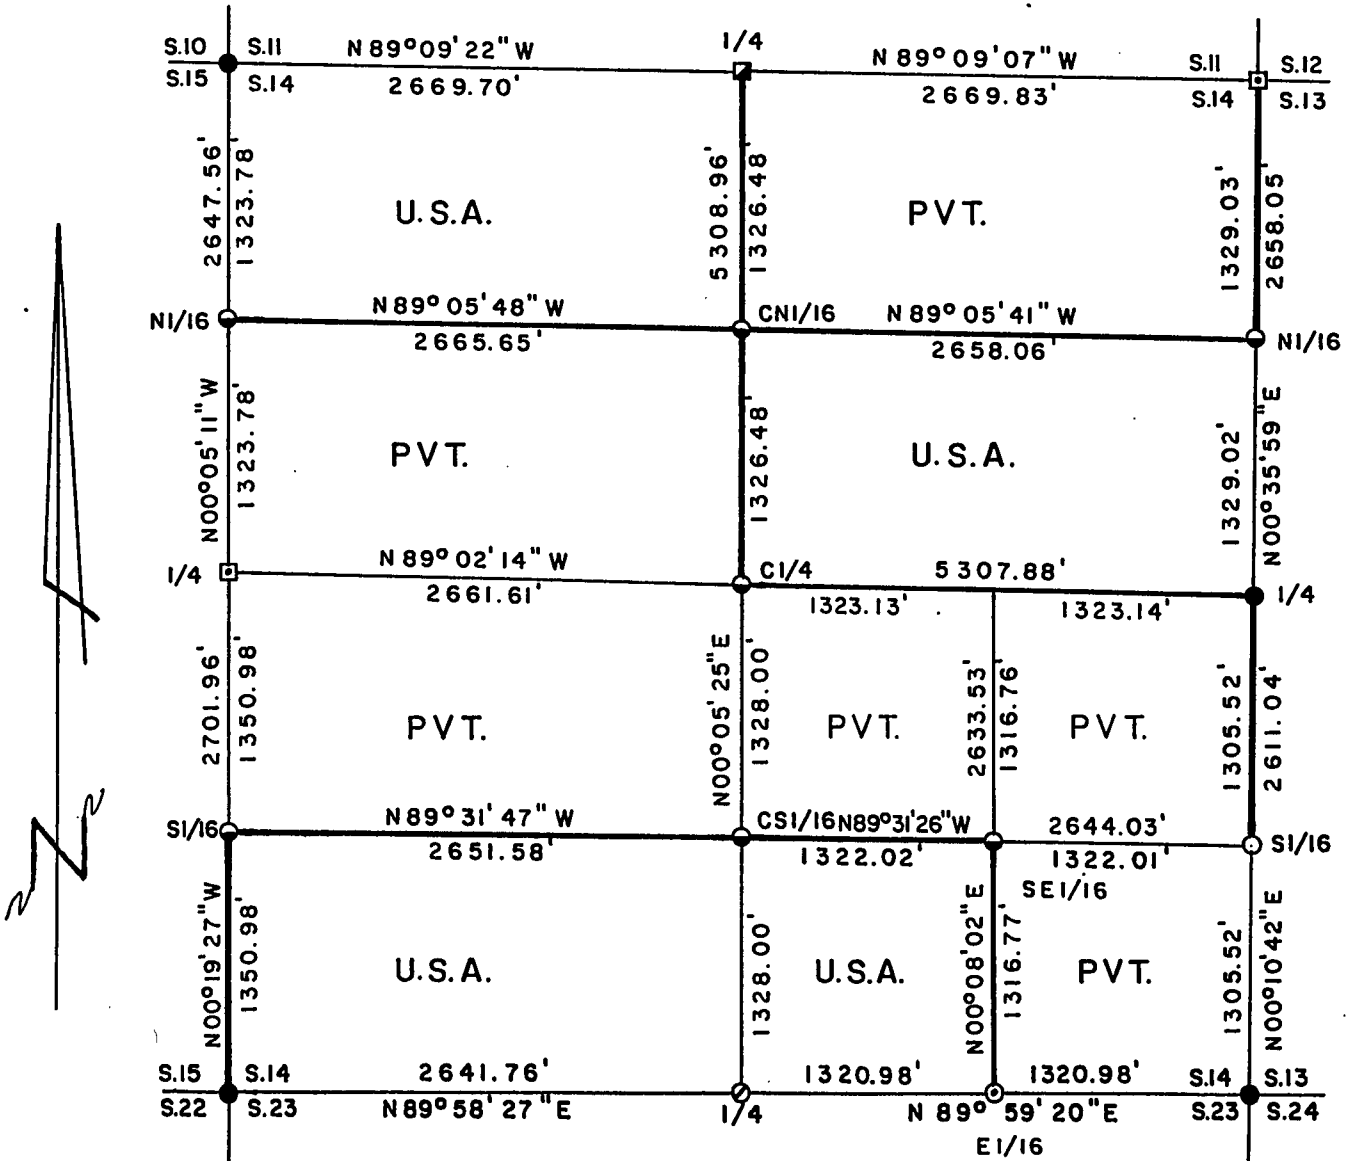 S.10 S.11 N 89° 09' 22" W 1/4 N 89° 09' 07" W S.11 S.12
S.15 S.14 2669.70' 2669.83' S.14 S.13
2647.56' 1323.78' 5308.96' 1326.48' 1329.03' 2658.05'
U.S.A. PVT.
N1/16 N 89° 05' 48" W CN1/16 N 89° 05' 41" W N1/16
2665.65' 2658.06'
N00° 05' 11" W 1323.78' 1326.48' 1329.02' N00° 35' 59" E
PVT. U.S.A.
1/4 N 89° 02' 14" W C1/4 5307.88' 1/4
2661.61' 1323.13' 1323.14'
2701.96' 1350.98' N00° 05' 25" E 1328.00' 2633.53' 1316.76' 1305.52' 2611.04'
PVT. PVT. PVT.
S1/16 N 89° 31' 47" W CS1/16 N89° 31' 26" W 2644.03' S1/16
2651.58' 1322.02' 1322.01'
SE1/16
N00° 19' 27" W 1350.98' 1328.00' N00° 08' 02" E 1316.77' 1305.52' N00° 10' 42" E
U.S.A. U.S.A. PVT.
S.15 S.14 2641.76' 1320.98' 1320.98' S.14 S.13
S.22 S.23 N89° 58' 27" E 1/4 N 89° 59' 20" E S.23 S.24
E1/16